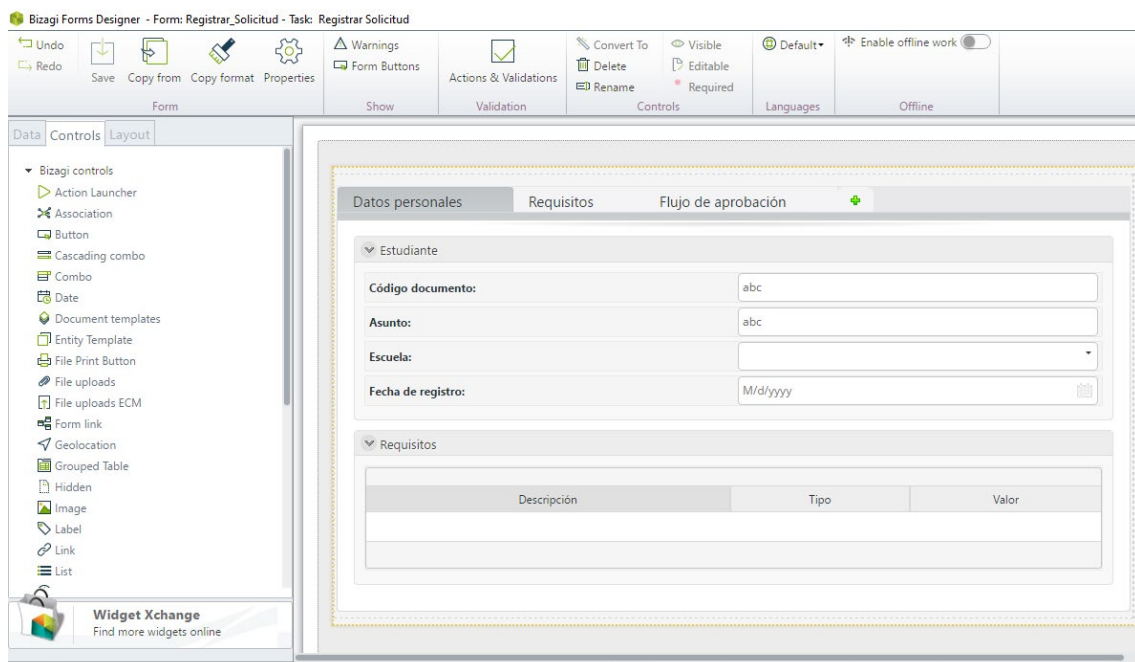 Bizagi Forms Designer - Form: Registrar_Solicitud - Task: Registrar Solicitud
Undo
Redo
Save
Copy from
Copy format
Properties
Form
Warnings
Form Buttons
Show
Actions & Validations
Validation
Convert To
Delete
Rename
Visible
Editable
Required
Controls
Default
Languages
Enable offline work
Offline
Data Controls Layout
Bizagi controls
Action Launcher
Association
Button
Cascading combo
Combo
Date
Document templates
Entity Template
File Print Button
File uploads
File uploads ECM
Form link
Geolocation
Grouped Table
Hidden
Image
Label
Link
List
Widget Xchange
Find more widgets online
Datos personales Requisitos Flujo de aprobación
Estudiante
Código documento: abc
Asunto: abc
Escuela:
Fecha de registro: M/d/yyyy
Requisitos
Descripción Tipo Valor